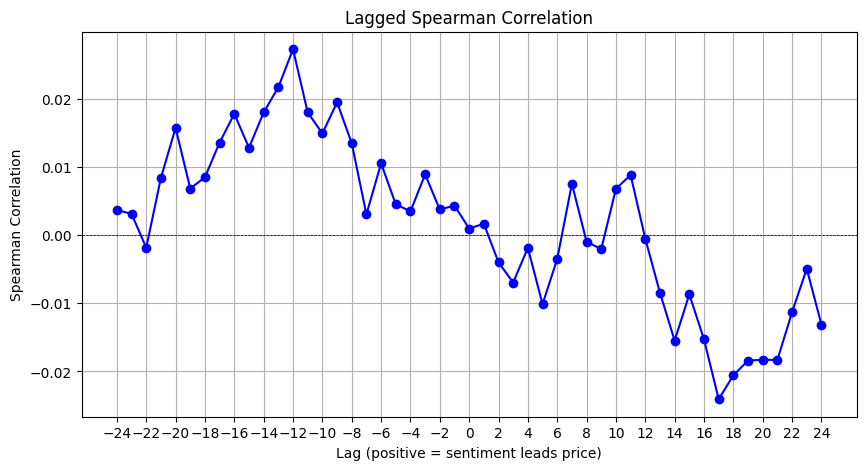 Lagged Spearman Correlation
Spearman Correlation
0.02
0.01
0.00
−0.01
−0.02
−24 −22 −20 −18 −16 −14 −12 −10 −8 −6 −4 −2 0 2 4 6 8 10 12 14 16 18 20 22 24
Lag (positive = sentiment leads price)